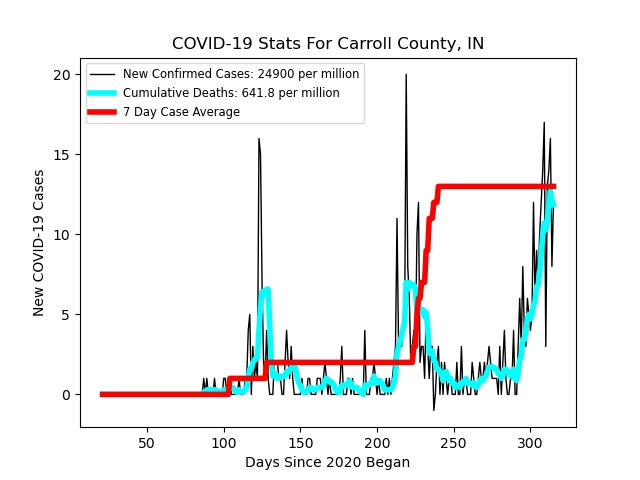 COVID-19 Stats For Carroll County, IN
New Confirmed Cases: 24900 per million
Cumulative Deaths: 641.8 per million
7 Day Case Average
20
15
10
5
0
New COVID-19 Cases
50 100 150 200 250 300
Days Since 2020 Began